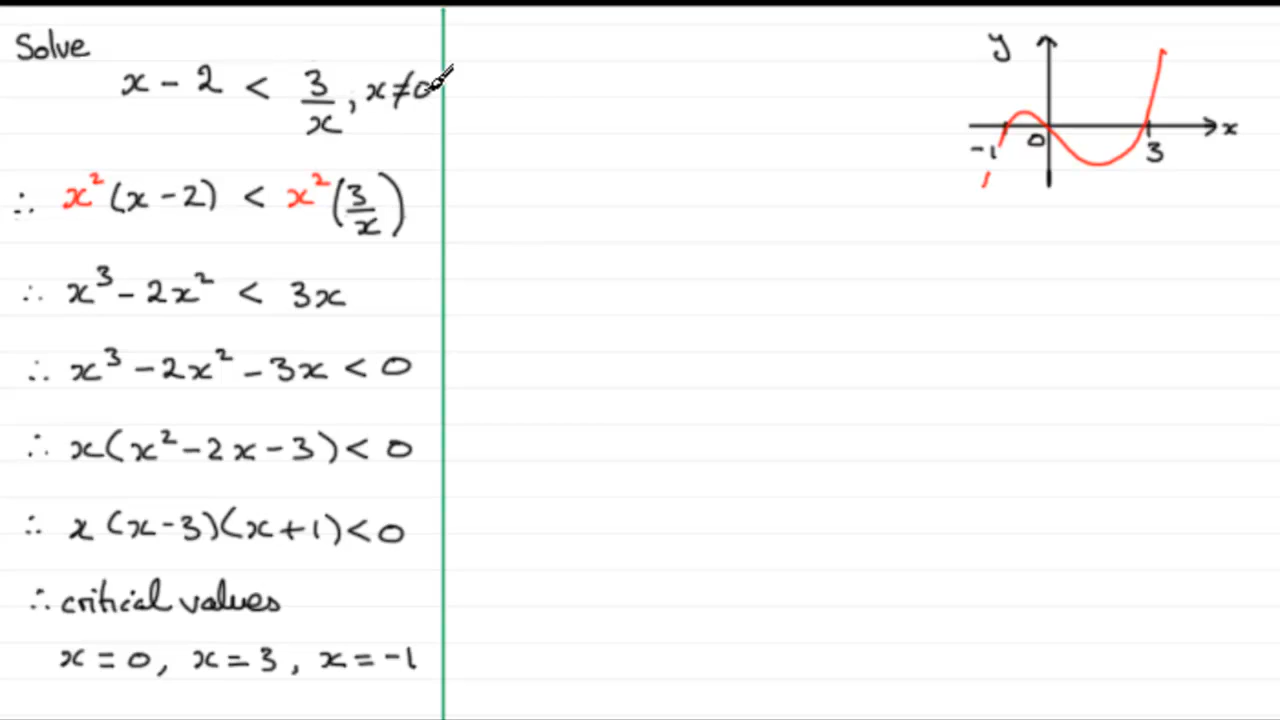 Solve
x - 2 < 3/x, x ≠ 0
∴ x²(x - 2) < x²(3/x)
∴ x³ - 2x² < 3x
∴ x³ - 2x² - 3x < 0
∴ x(x² - 2x - 3) < 0
∴ x(x - 3)(x + 1) < 0
∴ critical values
x = 0, x = 3, x = -1
y
x
-1 0 3